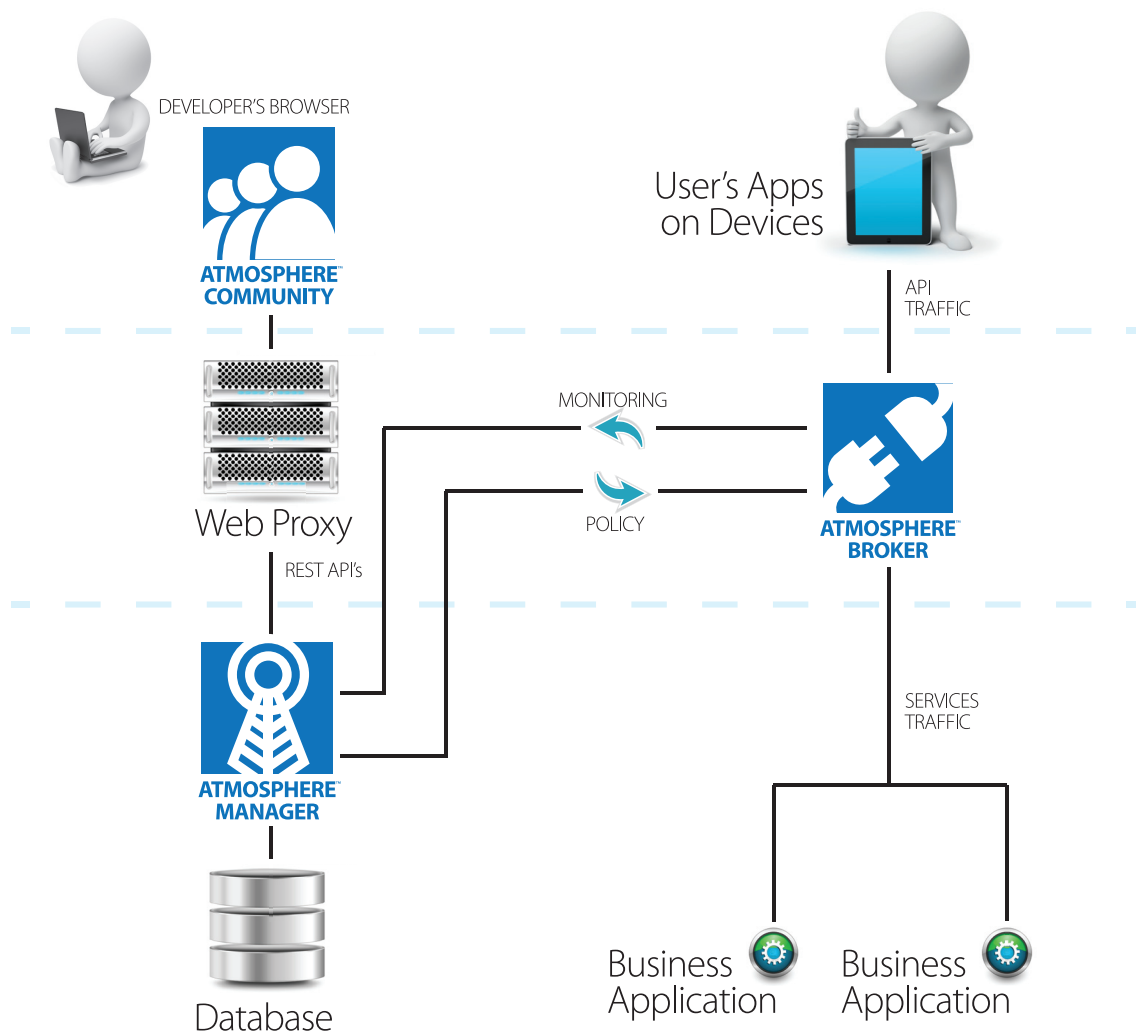 DEVELOPER'S BROWSER
ATMOSPHERE™
COMMUNITY
User's Apps
on Devices
API
TRAFFIC
MONITORING
POLICY
Web Proxy
REST API's
ATMOSPHERE™
BROKER
ATMOSPHERE™
MANAGER
SERVICES
TRAFFIC
Database
Business
Application
Business
Application